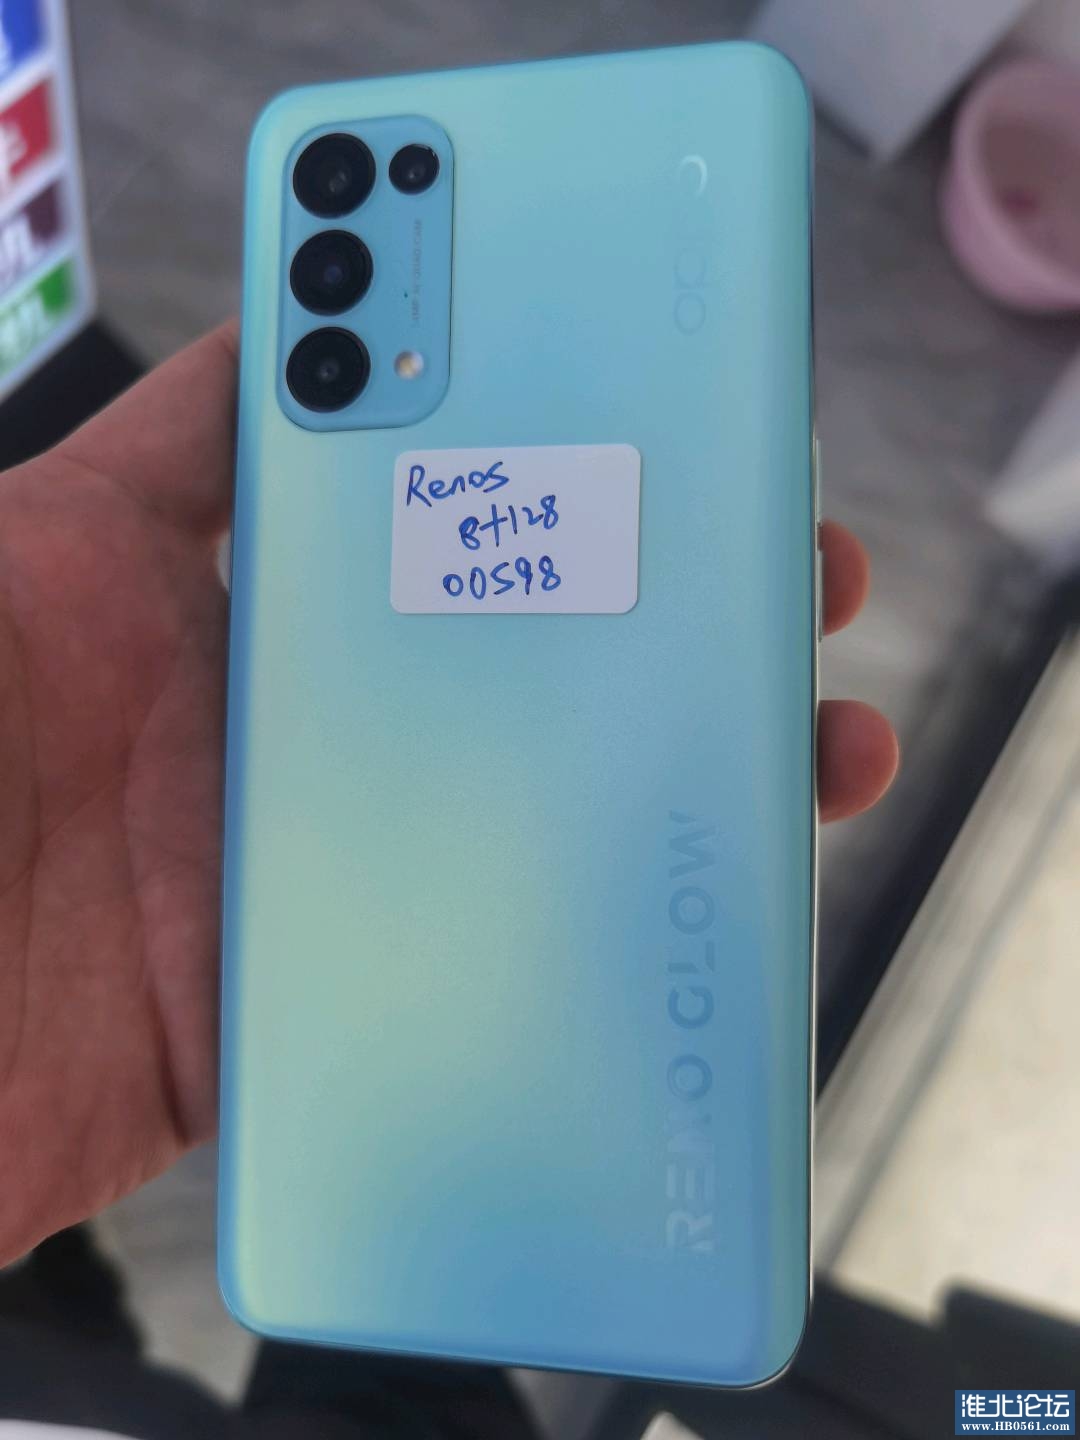 oppo
Reno5
8+128
00598
RENO GLOW
淮北论坛
www.HB0561.com